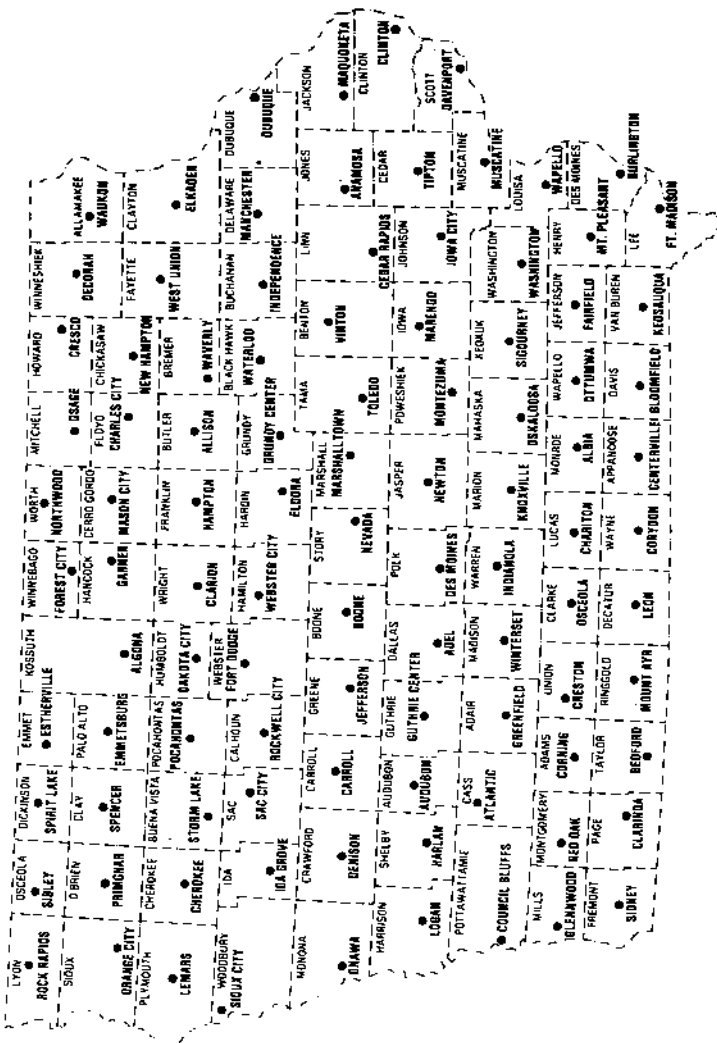 LYON
ROCK RAPIDS
OSCEOLA
SIBLEY
DICKINSON
SPIRIT LAKE
EMMET
ESTHERVILLE
KOSSUTH
ALGONA
WINNEBAGO
FOREST CITY
WORTH
NORTHWOOD
MITCHELL
OSAGE
HOWARD
CRESCO
WINNESHIEK
DECORAH
ALLAMAKEE
WAUKON
SIOUX
ORANGE CITY
O'BRIEN
PRIMGHAR
CLAY
SPENCER
PALO ALTO
EMMETSBURG
HANCOCK
GARNER
CERRO GORDO
MASON CITY
FLOYD
CHARLES CITY
CHICKASAW
NEW HAMPTON
FAYETTE
WEST UNION
CLAYTON
ELKADEN
PLYMOUTH
LEMARS
CHEROKEE
CHEROKEE
BUENA VISTA
STORM LAKE
POCAHONTAS
POCAHONTAS
HUMBOLDT
DAKOTA CITY
WRIGHT
CLARION
FRANKLIN
HAMPTON
BUTLER
ALLISON
BREMER
WAVERLY
WOODBURY
SIOUX CITY
IDA
IDA GROVE
SAC
SAC CITY
CALHOUN
ROCKWELL CITY
WEBSTER
FORT DODGE
HAMILTON
WEBSTER CITY
HARDIN
ELDORA
GRUNDY
GRUNDY CENTER
BLACK HAWK
WATERLOO
BUCHANAN
INDEPENDENCE
DELAWARE
MANCHESTER
DUBUQUE
DUBUQUE
MONONA
ONAWA
CRAWFORD
DENISON
CARROLL
CARROLL
GREENE
JEFFERSON
BOONE
BOONE
STORY
NEVADA
MARSHALL
MARSHALLTOWN
TAMA
TOLEDO
BENTON
VINTON
LINN
CEDAR RAPIDS
JONES
ANAMOSA
JACKSON
MAQUOKETA
HARRISON
LOGAN
SHELBY
HARLAN
AUDUBON
AUDUBON
GUTHRIE
GUTHRIE CENTER
DALLAS
ADEL
POLK
DES MOINES
JASPER
NEWTON
POWESHIEK
MONTEZUMA
IOWA
MARENGO
JOHNSON
IOWA CITY
CEDAR
TIPTON
CLINTON
CLINTON
SCOTT
DAVENPORT
POTTAWATTAMIE
COUNCIL BLUFFS
CASS
ATLANTIC
ADAIR
GREENFIELD
MADISON
WINTERSET
WARREN
INDIANOLA
MARION
KNOXVILLE
MAHASKA
OSKALOOSA
KEOKUK
SIGOURNEY
WASHINGTON
WASHINGTON
MUSCATINE
MUSCATINE
LOUISA
WAPELLO
MILLS
GLENWOOD
MONTGOMERY
RED OAK
ADAMS
CORNING
UNION
CRESTON
CLARKE
OSCEOLA
LUCAS
CHARITON
MONROE
ALBIA
WAPELLO
OTTUMWA
JEFFERSON
FAIRFIELD
HENRY
MT. PLEASANT
DES MOINES
BURLINGTON
FREMONT
SIDNEY
PAGE
CLARINDA
TAYLOR
BEDFORD
RINGGOLD
MOUNT AYR
DECATUR
LEON
WAYNE
CORYDON
APPANOOSE
CENTERVILLE
DAVIS
BLOOMFIELD
VAN BUREN
KEOSAUQUA
LEE
FT. MADISON